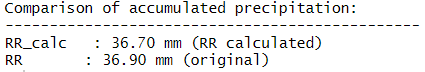 Comparison of accumulated precipitation:
----------------------------------------------
RR_calc   : 36.70 mm (RR calculated)
RR       : 36.90 mm (original)